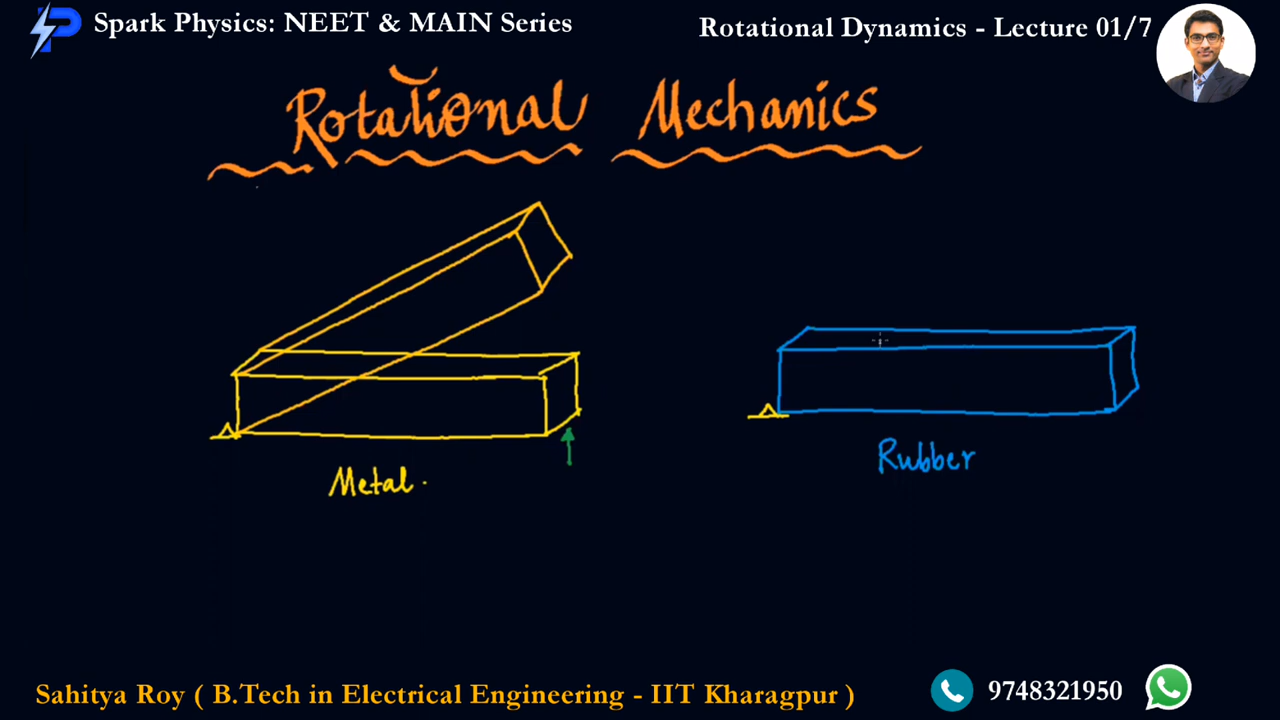 Spark Physics: NEET & MAIN Series
Rotational Dynamics - Lecture 01/7
Rotational Mechanics
Metal.
Rubber
Sahitya Roy ( B.Tech in Electrical Engineering - IIT Kharagpur )
9748321950